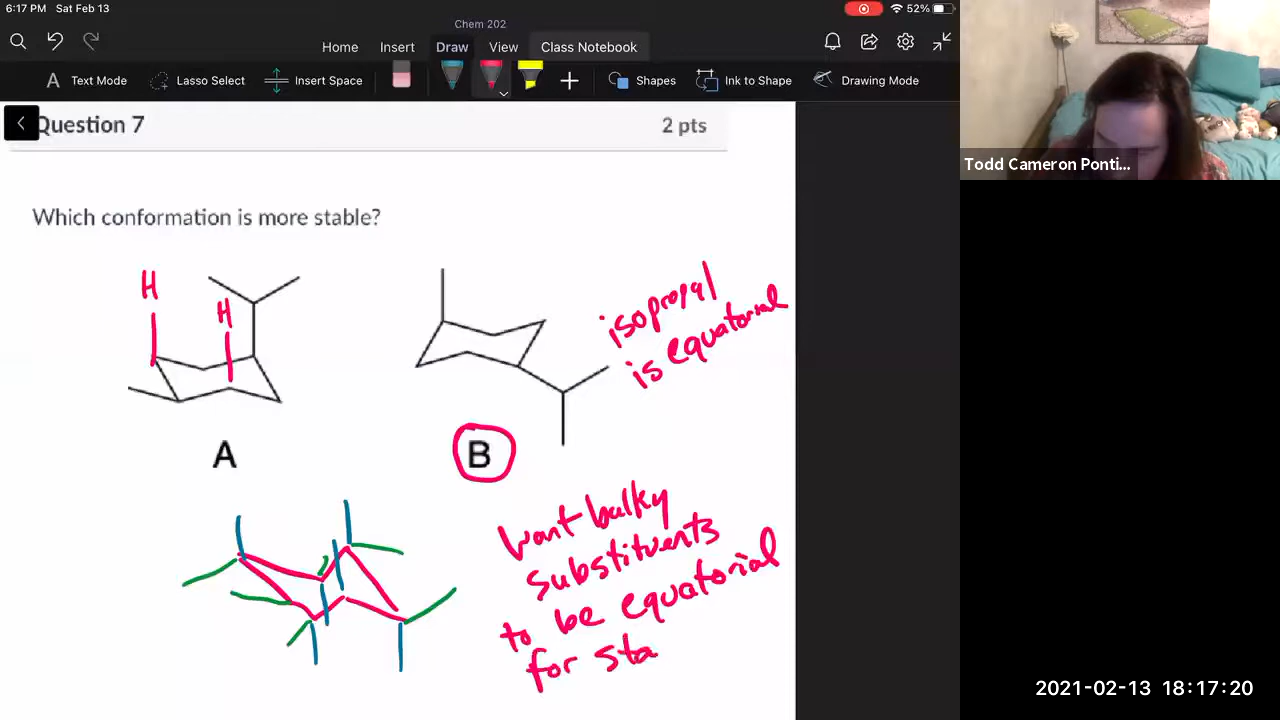 6:17 PM Sat Feb 13
52%
Chem 202
Home Insert Draw View Class Notebook
A Text Mode Lasso Select Insert Space Shapes Ink to Shape Drawing Mode
Question 7
2 pts
Todd Cameron Ponti...
Which conformation is more stable?
H
H
isopropyl
is equatorial
A
B
want bulky
substituents
to be equatorial
for sta
2021-02-13 18:17:20